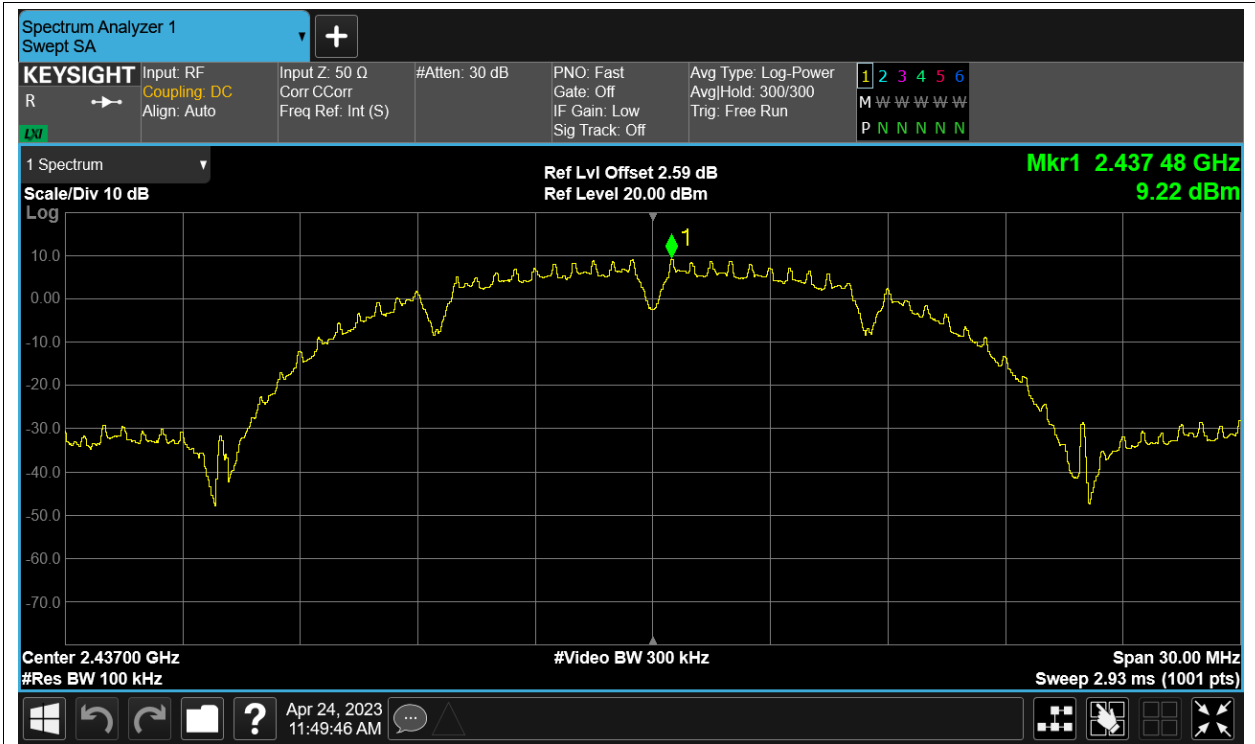 Spectrum Analyzer 1
Swept SA
+
KEYSIGHT
R
LXI
Input: RF
Coupling: DC
Align: Auto
Input Z: 50 Ω
Corr CCorr
Freq Ref: Int (S)
#Atten: 30 dB
PNO: Fast
Gate: Off
IF Gain: Low
Sig Track: Off
Avg Type: Log-Power
Avg|Hold: 300/300
Trig: Free Run
1 2 3 4 5 6
M W W W W W
P N N N N N
1 Spectrum
Scale/Div 10 dB
Ref Lvl Offset 2.59 dB
Ref Level 20.00 dBm
Mkr1 2.437 48 GHz
9.22 dBm
Log
1
10.0
0.00
-10.0
-20.0
-30.0
-40.0
-50.0
-60.0
-70.0
Center 2.43700 GHz
#Video BW 300 kHz
Span 30.00 MHz
#Res BW 100 kHz
Sweep 2.93 ms (1001 pts)
?
Apr 24, 2023
11:49:46 AM